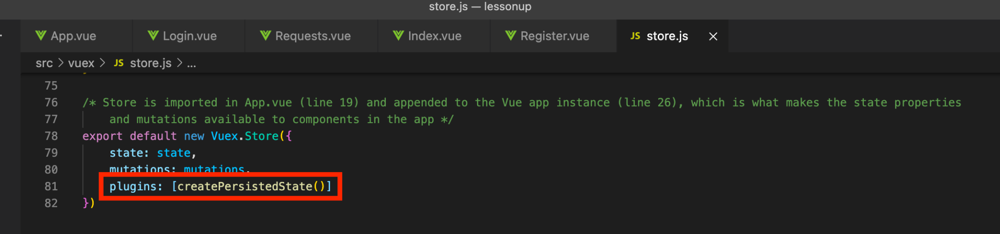 store.js — lessonup
App.vue Login.vue Requests.vue Index.vue Register.vue JS store.js
src > vuex > JS store.js > ...
75
76 /* Store is imported in App.vue (line 19) and appended to the Vue app instance (line 26), which is what makes the state properties
77 and mutations available to components in the app */
78 export default new Vuex.Store({
79 state: state,
80 mutations: mutations,
81 plugins: [createPersistedState()]
82 })